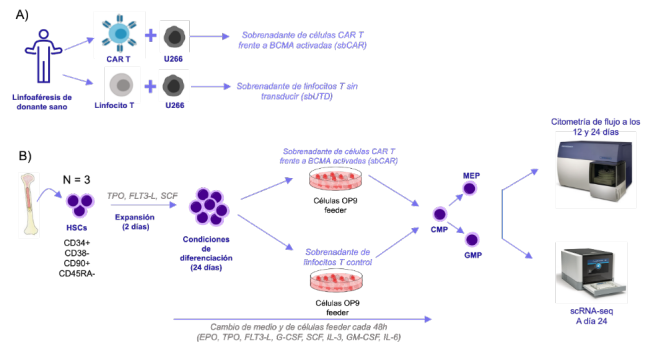 A)
CAR T
U266
Sobrenadante de células CAR T
frente a BCMA activadas (sbCAR)
Linfoaféresis de
donante sano
Linfocito T
U266
Sobrenadante de linfocitos T sin
transducir (sbUTD)
B)
N = 3
HSCs
CD34+
CD38-
CD90+
CD45RA-
TPO, FLT3-L, SCF
Expansión
(2 días)
Condiciones
de
diferenciación
(24 días)
Sobrenadante de células CAR T
frente a BCMA activadas (sbCAR)
Células OP9
feeder
Sobrenadante de
linfocitos T control
Células OP9
feeder
CMP
MEP
GMP
Citometría de flujo a los
12 y 24 días
scRNA-seq
A día 24
Cambio de medio y de células feeder cada 48h
(EPO, TPO, FLT3-L, G-CSF, SCF, IL-3, GM-CSF, IL-6)